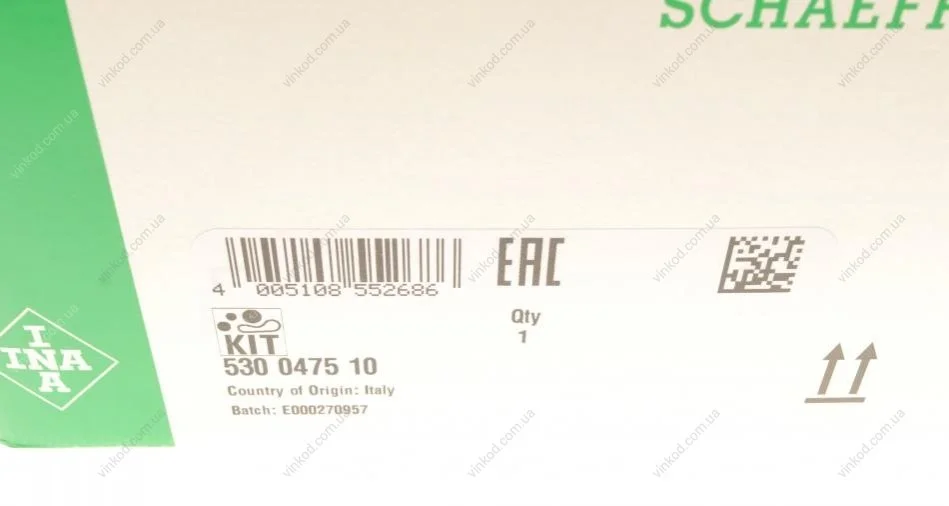 SCHAEFF
4 005108 552686
EAC
Qty
1
KIT
530 0475 10
Country of Origin: Italy
Batch: E000270957
I
INA
A
vinkod.com.ua